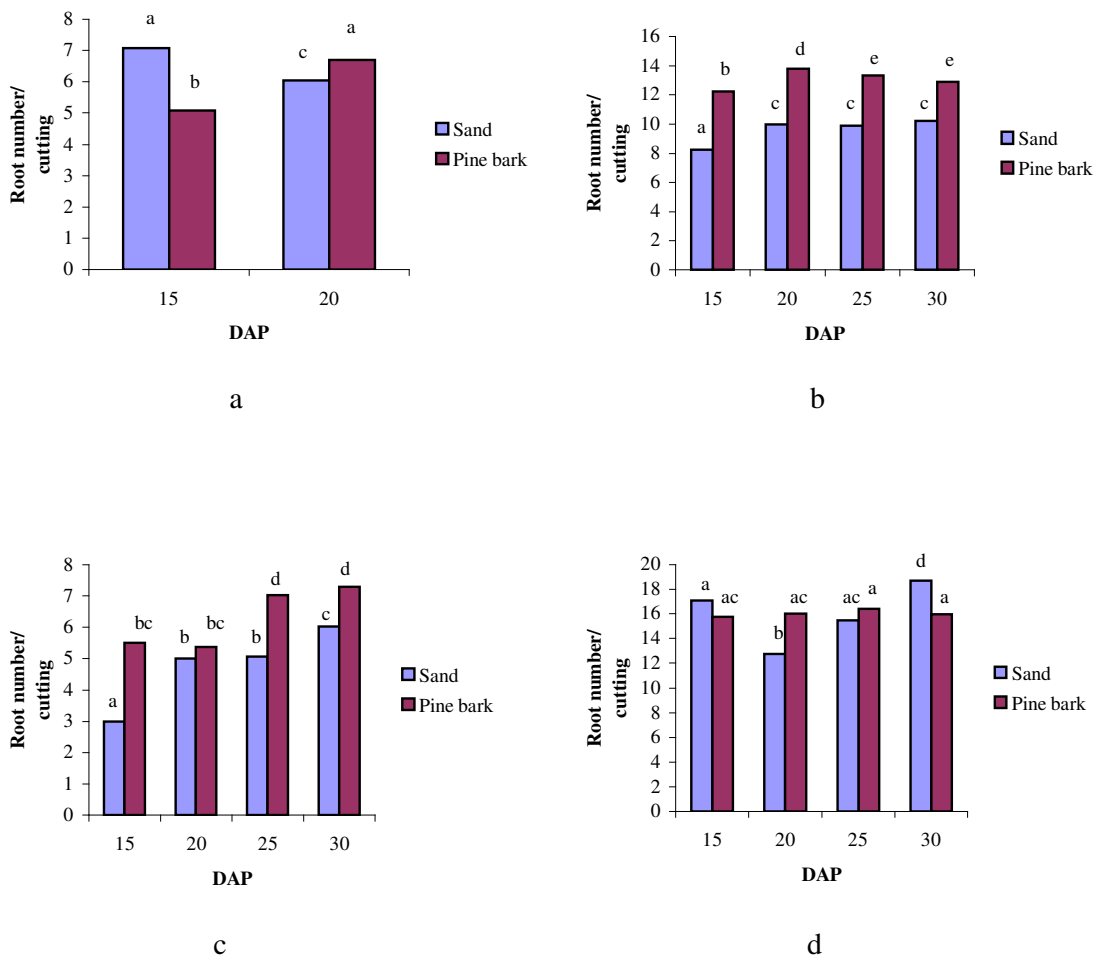 Root number/
cutting
8
7
6
5
4
3
2
1
0
a
b
c
a
15
20
DAP
Sand
Pine bark
a
Root number/
cutting
16
14
12
10
8
6
4
2
0
a
b
c
d
c
e
c
e
15
20
25
30
DAP
Sand
Pine bark
b
Root number/
cutting
8
7
6
5
4
3
2
1
0
a
bc
b
bc
b
d
c
d
15
20
25
30
DAP
Sand
Pine bark
c
Root number/
cutting
20
18
16
14
12
10
8
6
4
2
0
a
ac
b
ac
ac
a
d
a
15
20
25
30
DAP
Sand
Pine bark
d